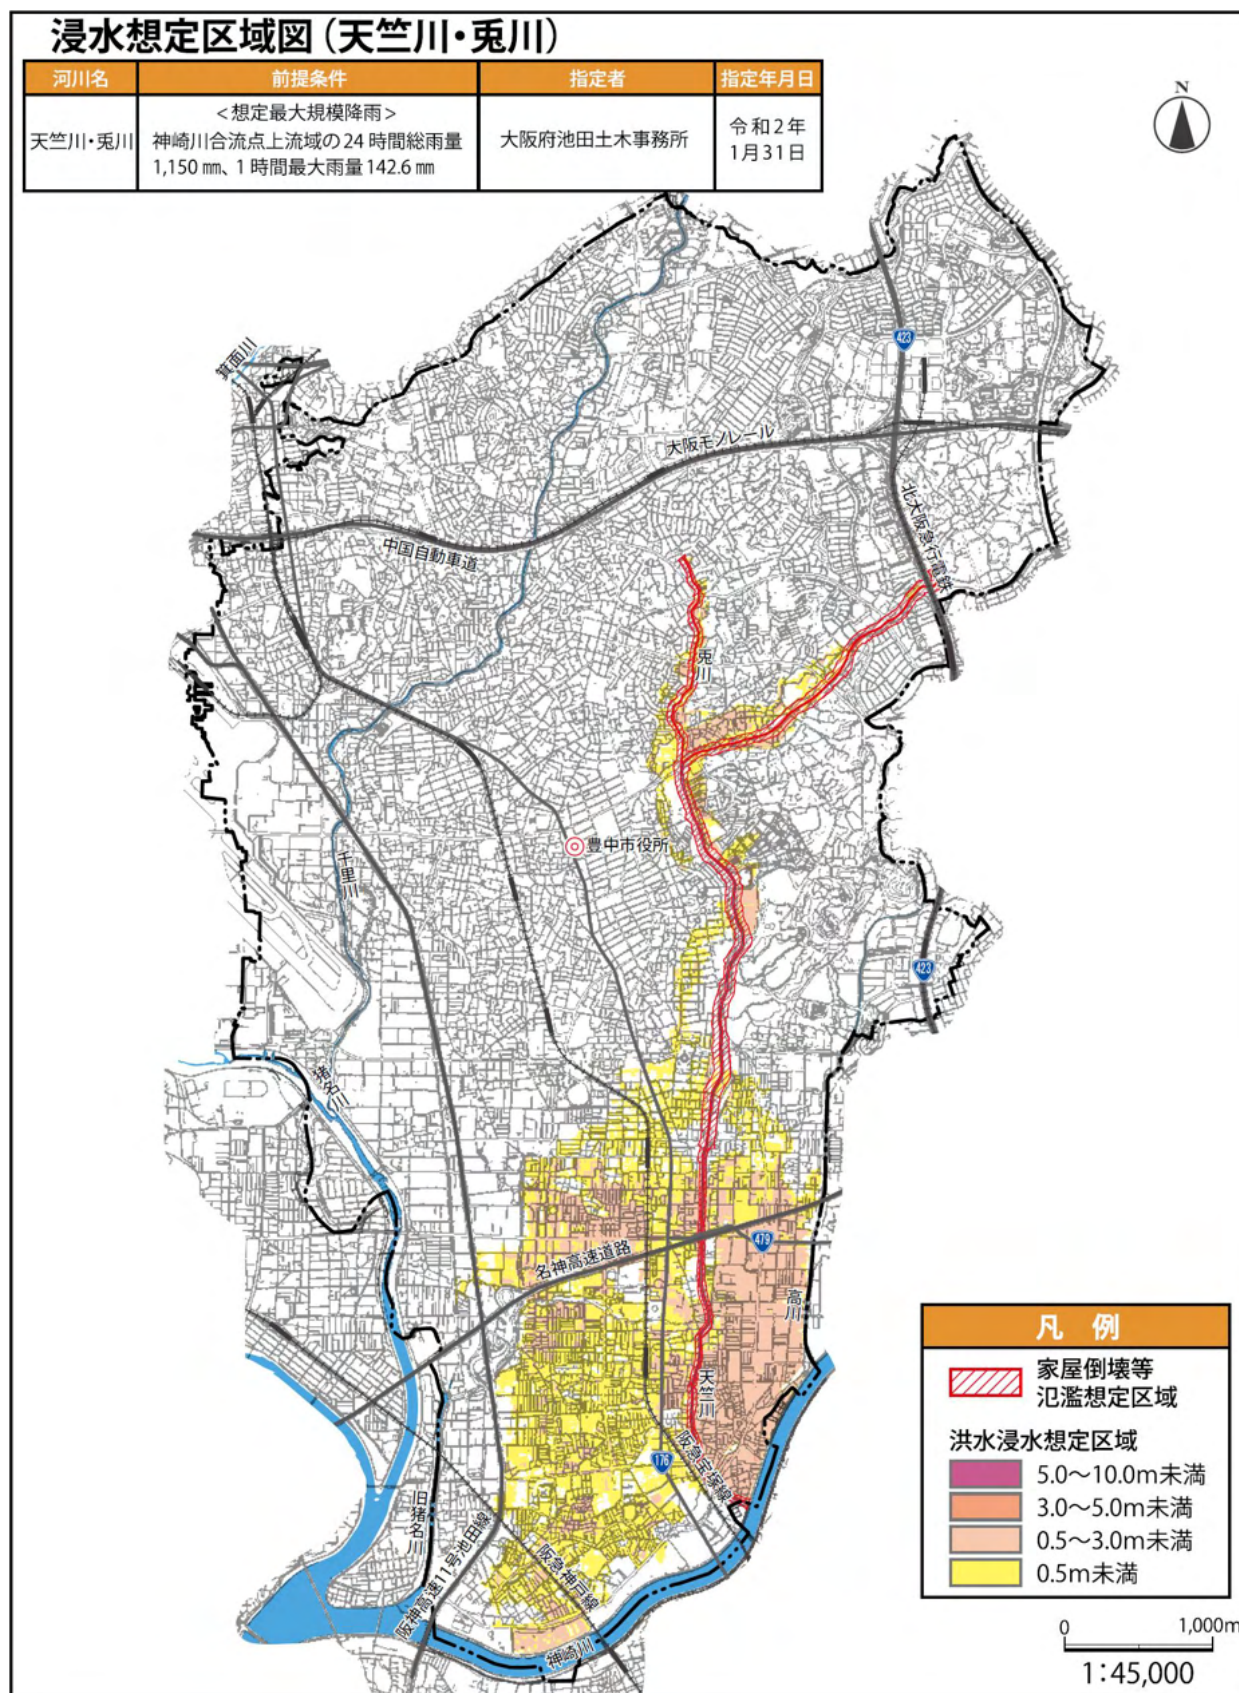 浸水想定区域図（天竺川・兎川）
河川名 前提条件 指定者 指定年月日
天竺川・兎川
＜想定最大規模降雨＞
神崎川合流点上流域の24時間総雨量
1,150㎜、1時間最大雨量142.6㎜
大阪府池田土木事務所
令和2年
1月31日
N
423
箕面川
大阪モノレール
北大阪急行電鉄
中国自動車道
兎川
豊中市役所
千里川
423
猪名川
479
名神高速道路
高川
天竺川
阪急宝塚線
176
旧猪名川
阪神高速11号池田線
阪急神戸線
神崎川
凡 例
家屋倒壊等
氾濫想定区域
洪水浸水想定区域
5.0～10.0m未満
3.0～5.0m未満
0.5～3.0m未満
0.5m未満
0 1,000m
1:45,000